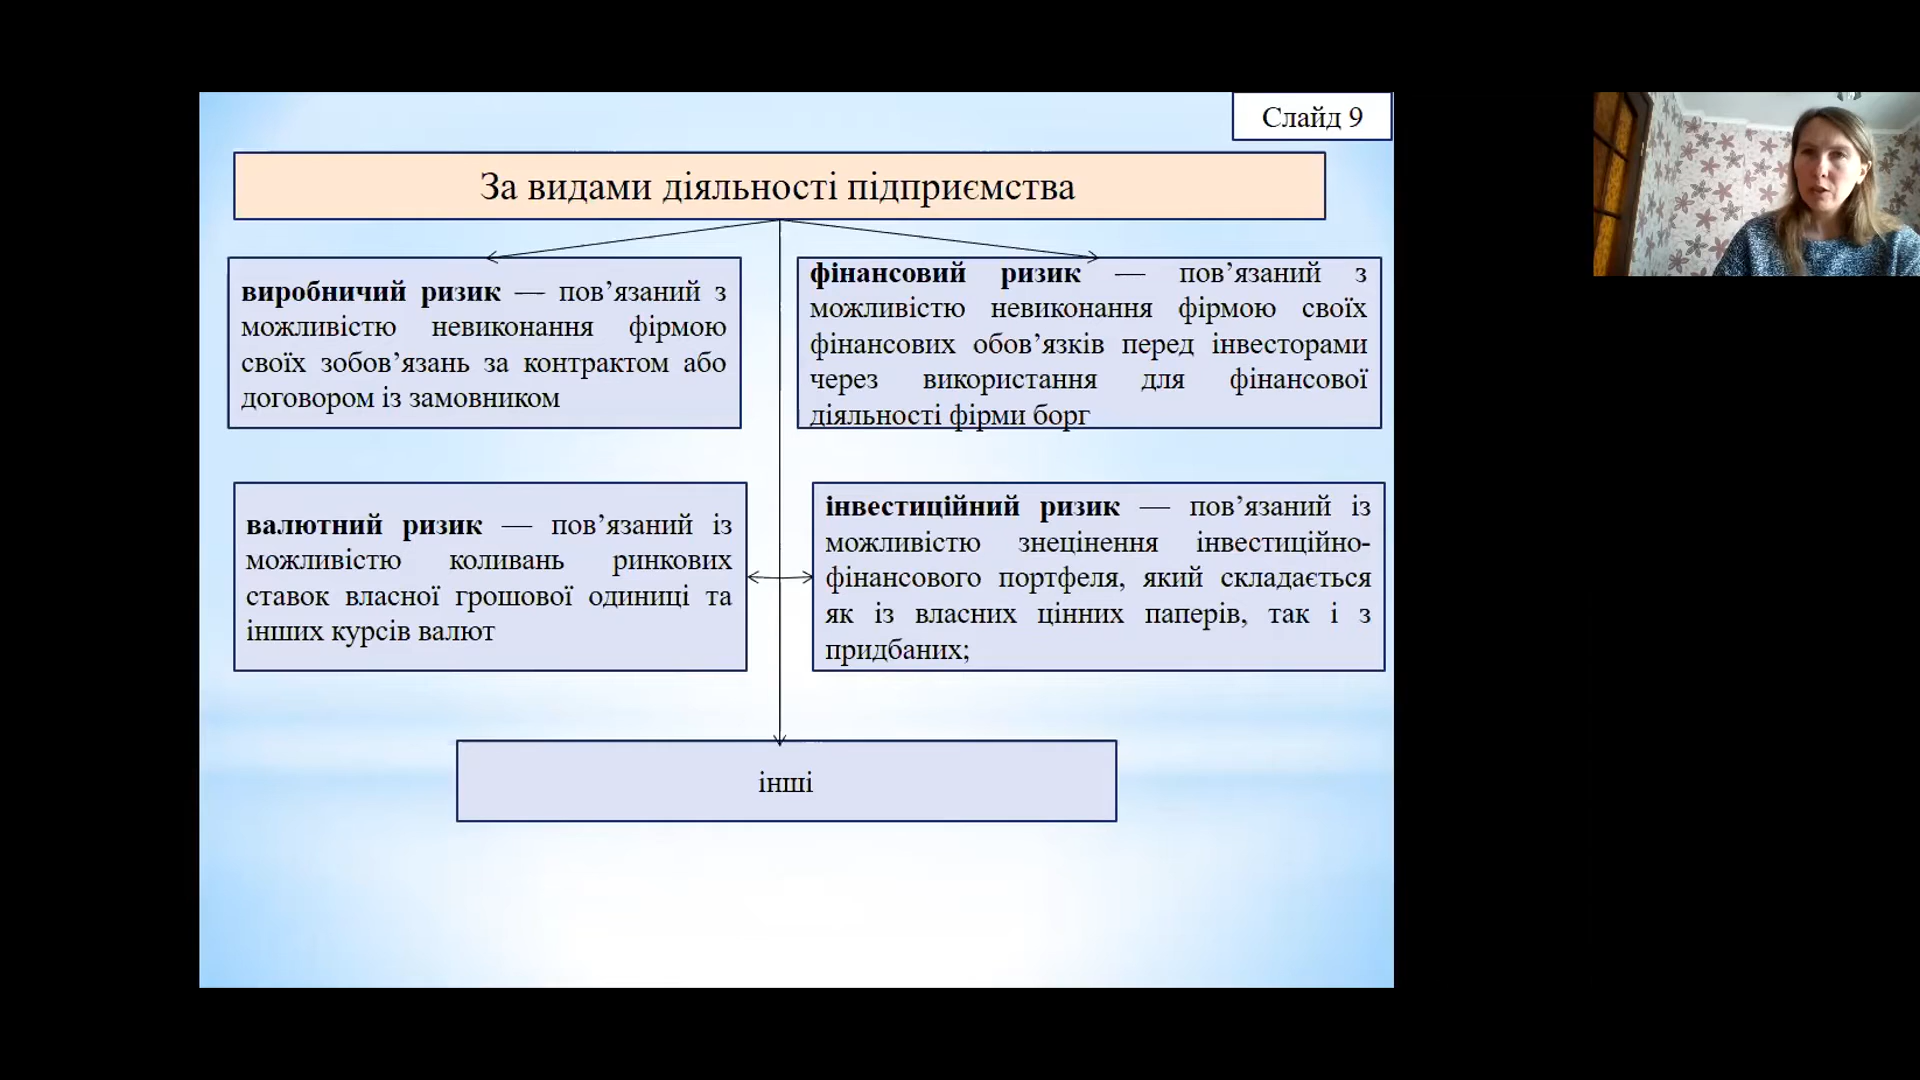 Слайд 9
За видами діяльності підприємства
виробничий ризик — пов’язаний з
можливістю невиконання фірмою
своїх зобов’язань за контрактом або
договором із замовником
фінансовий ризик — пов’язаний з
можливістю невиконання фірмою своїх
фінансових обов’язків перед інвесторами
через використання для фінансової
діяльності фірми борг
валютний ризик — пов’язаний із
можливістю коливань ринкових
ставок власної грошової одиниці та
інших курсів валют
інвестиційний ризик — пов’язаний із
можливістю знецінення інвестиційно-
фінансового портфеля, який складається
як із власних цінних паперів, так і з
придбаних;
інші